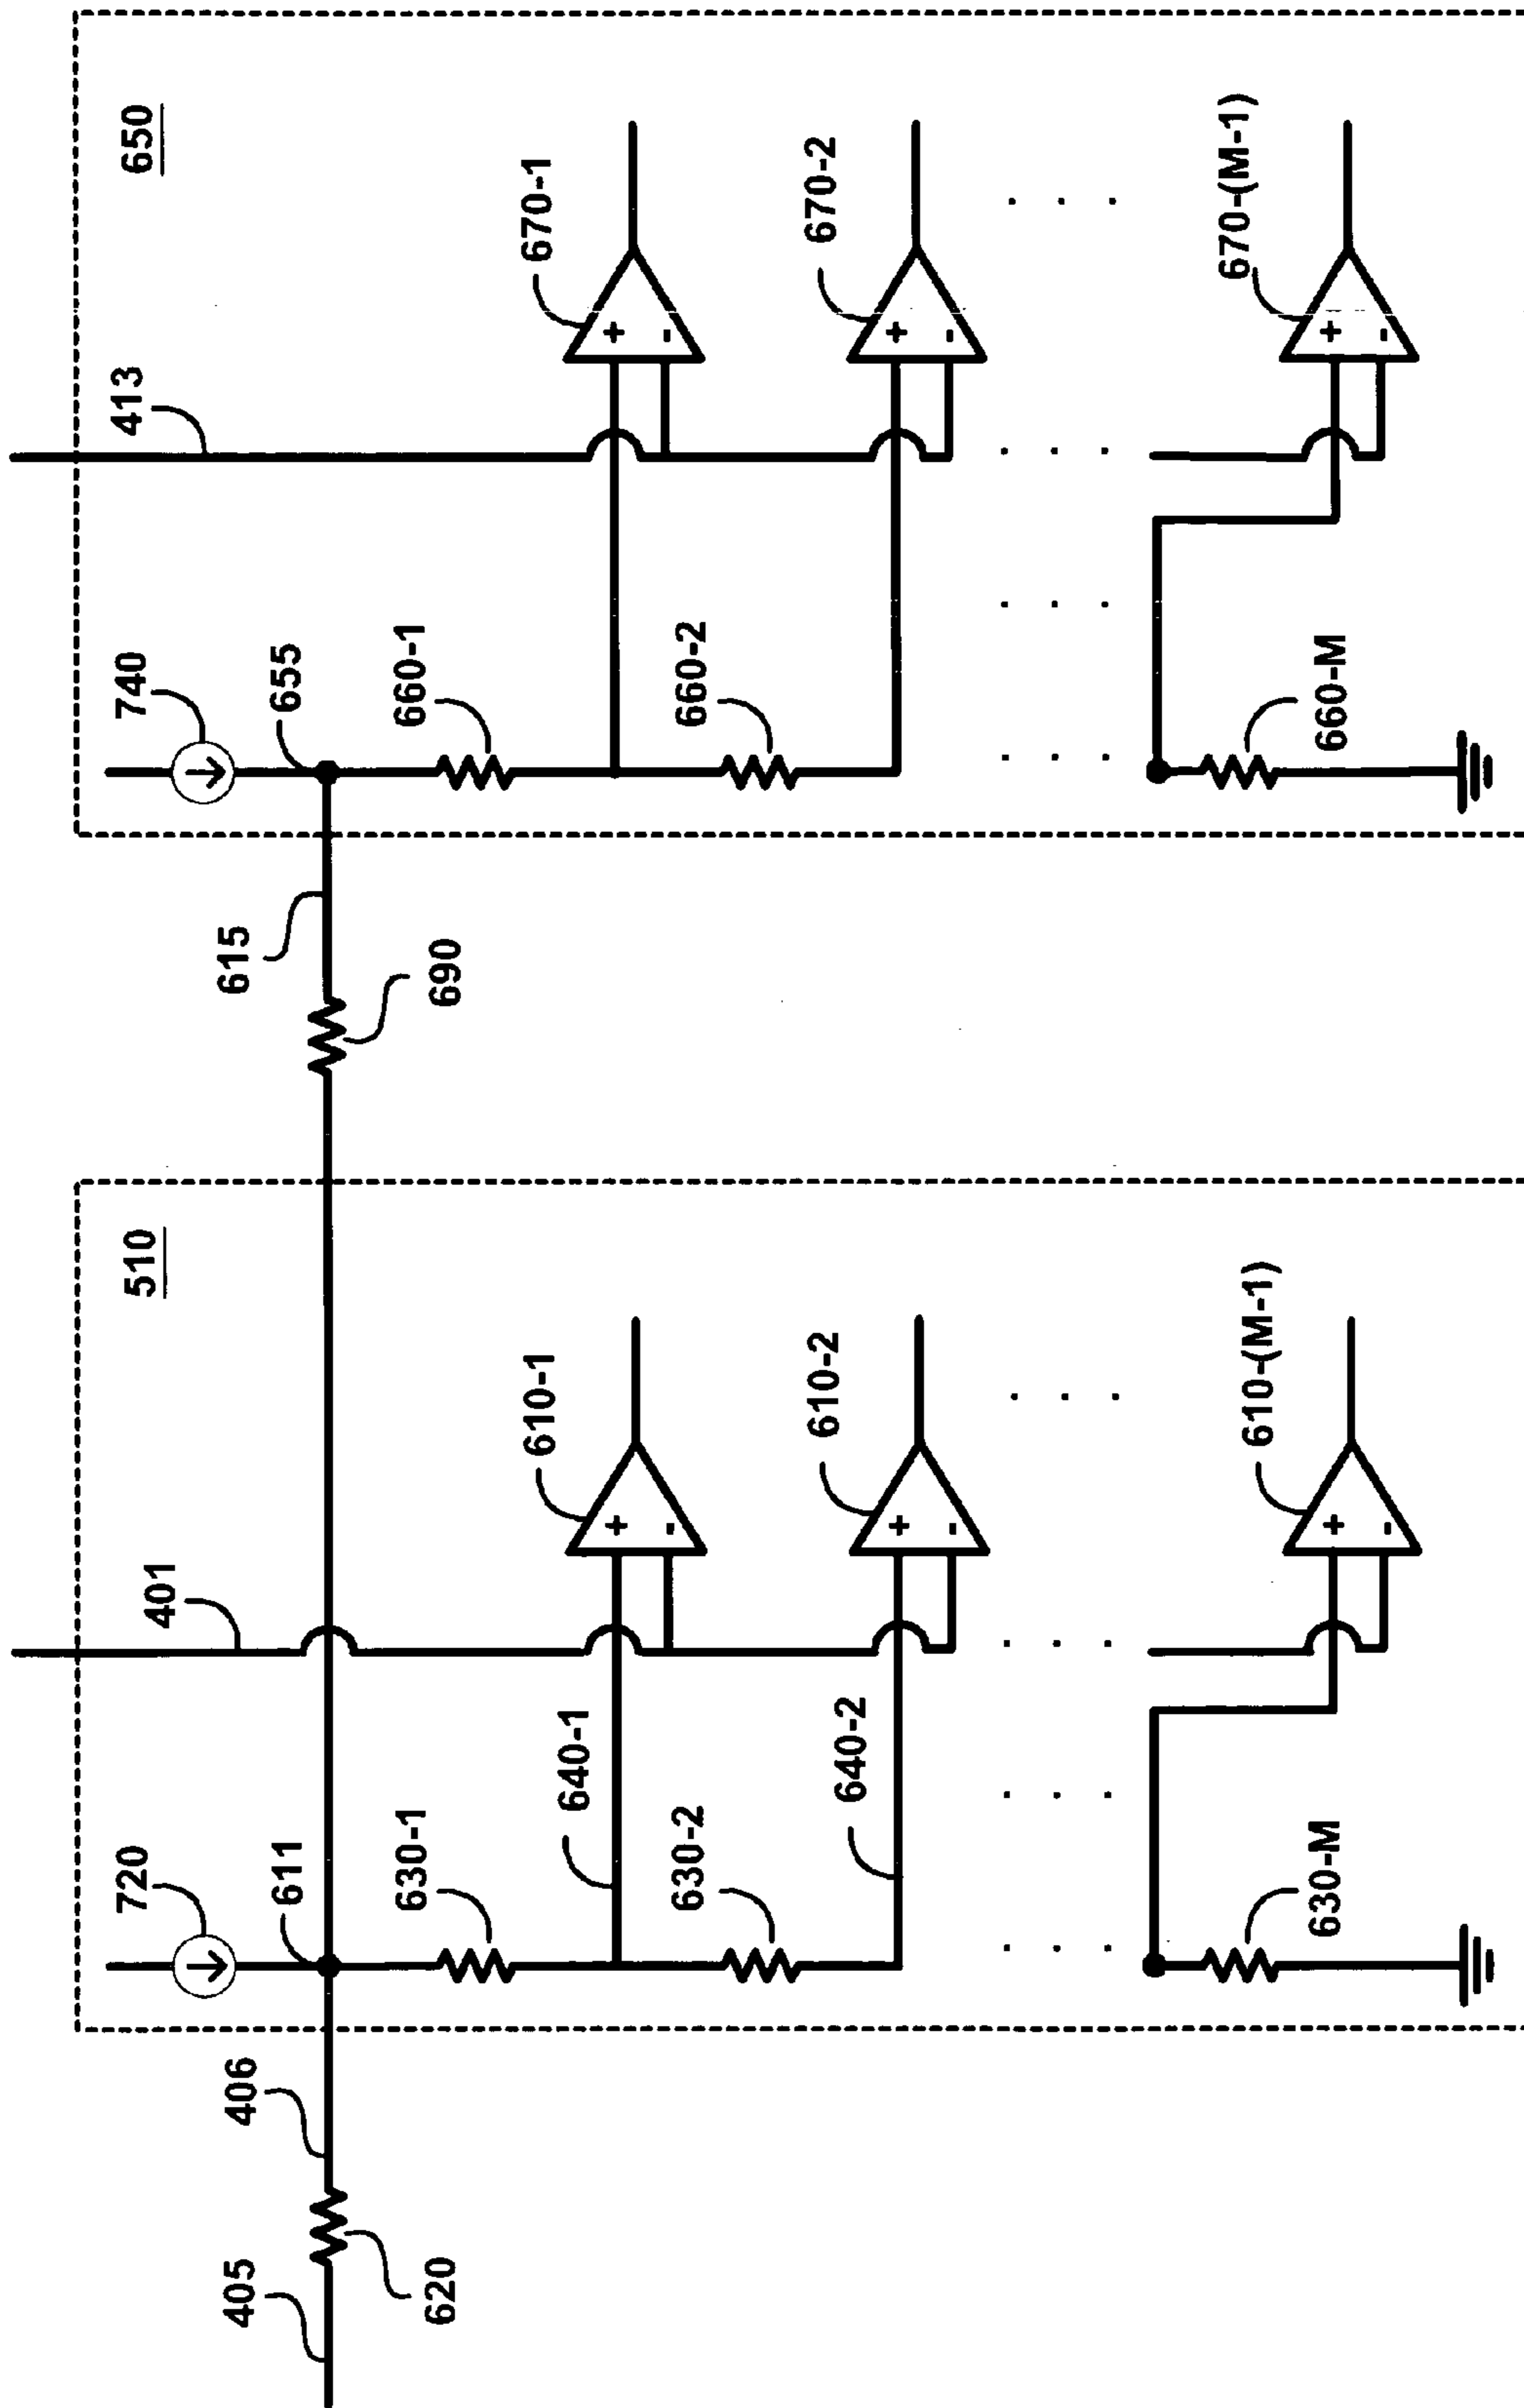 510
650
401
413
720
740
611
655
405
406
615
620
690
630-1
660-1
640-1
610-1
670-1
+
-
+
-
630-2
660-2
640-2
610-2
670-2
+
-
+
-
. . .
. . .
. . .
. . .
. . .
. . .
. . .
. . .
630-M
660-M
610-(M-1)
670-(M-1)
+
-
+
-